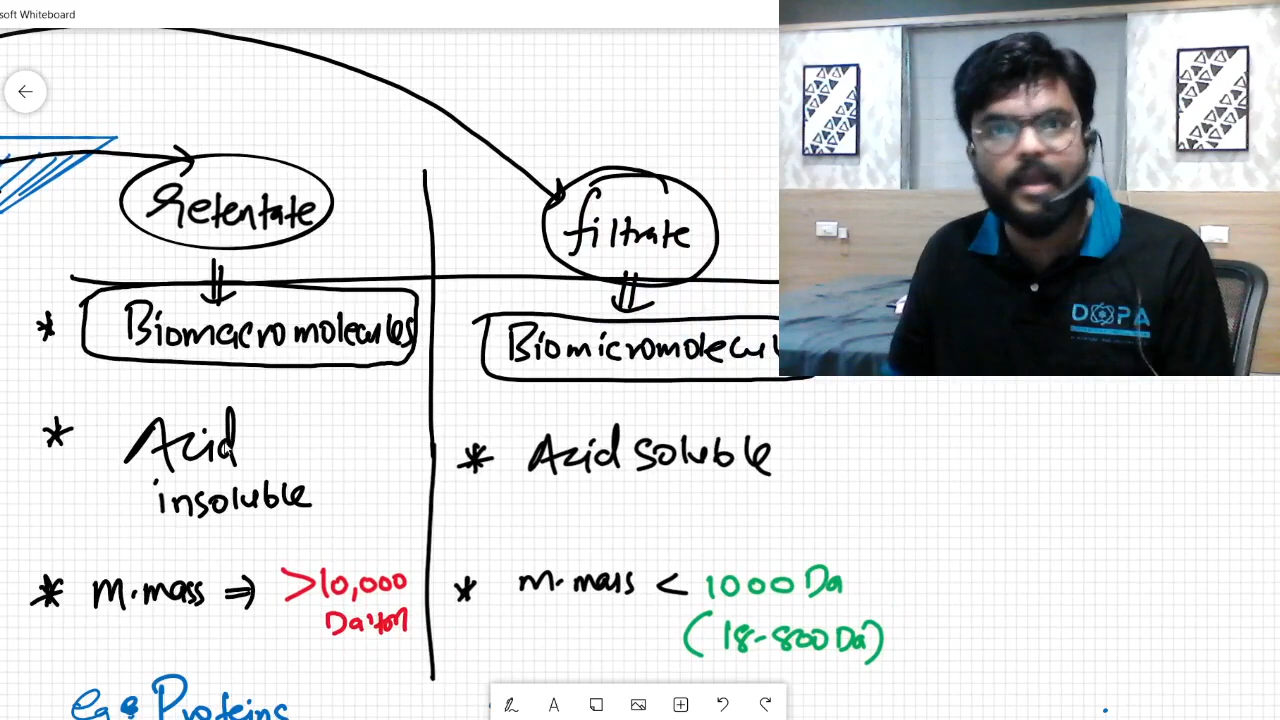 soft Whiteboard
Retentate
filtrate
* Biomacromolecules
Biomicromolecul
* Acid insoluble
* Acid soluble
* M. mass ⇒ >10,000 Dalton
* m. mass < 1000 Da
(18-800 Da)
Eg: Proteins
DOPA
A